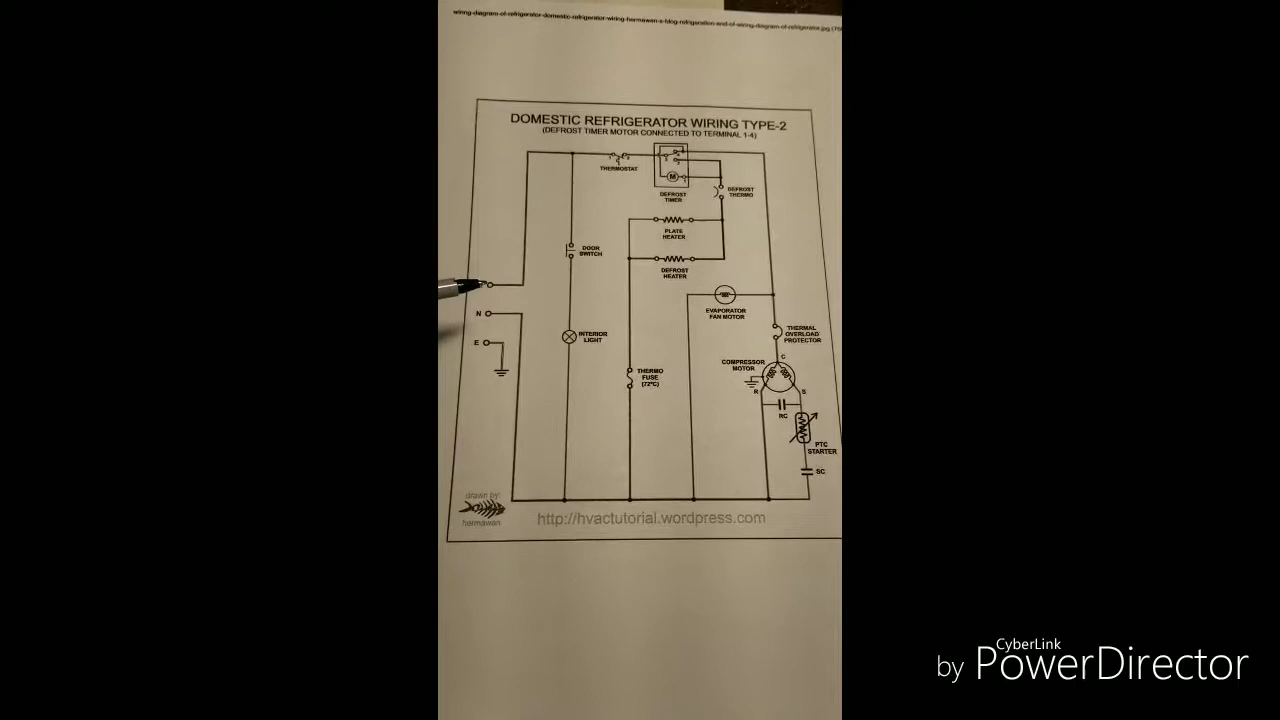 wiring-diagram-of-refrigerator-domestic-refrigerator-wiring-hermawan-s-blog-refrigeration-and-of-wiring-diagram-of-refrigerator.jpg
DOMESTIC REFRIGERATOR WIRING TYPE-2
(DEFROST TIMER MOTOR CONNECTED TO TERMINAL 1-4)
THERMOSTAT
M
DEFROST
TIMER
DEFROST
THERMO
PLATE
HEATER
DOOR
SWITCH
DEFROST
HEATER
N
EVAPORATOR
FAN MOTOR
E
INTERIOR
LIGHT
THERMAL
OVERLOAD
PROTECTOR
C
COMPRESSOR
MOTOR
THERMO
FUSE
(72°C)
R
S
RC
PTC
STARTER
SC
drawn by:
hermawan
http://hvactutorial.wordpress.com
CyberLink
by PowerDirector